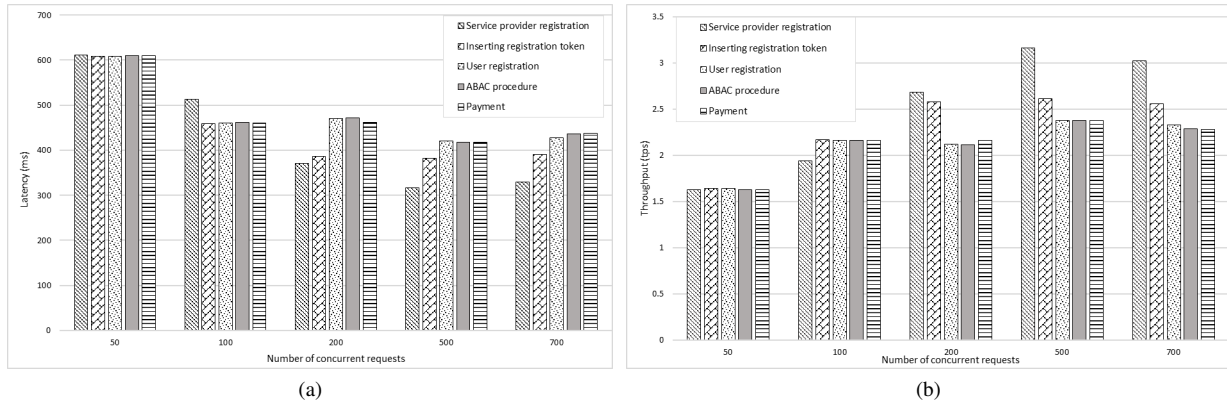 700
600
500
400
300
200
100
0
Latency (ms)
50
100
200
500
700
Number of concurrent requests
Service provider registration
Inserting registration token
User registration
ABAC procedure
Payment
(a)
3.5
3
2.5
2
1.5
1
0.5
0
Throughput (tps)
50
100
200
500
700
Number of concurrent requests
Service provider registration
Inserting registration token
User registration
ABAC procedure
Payment
(b)